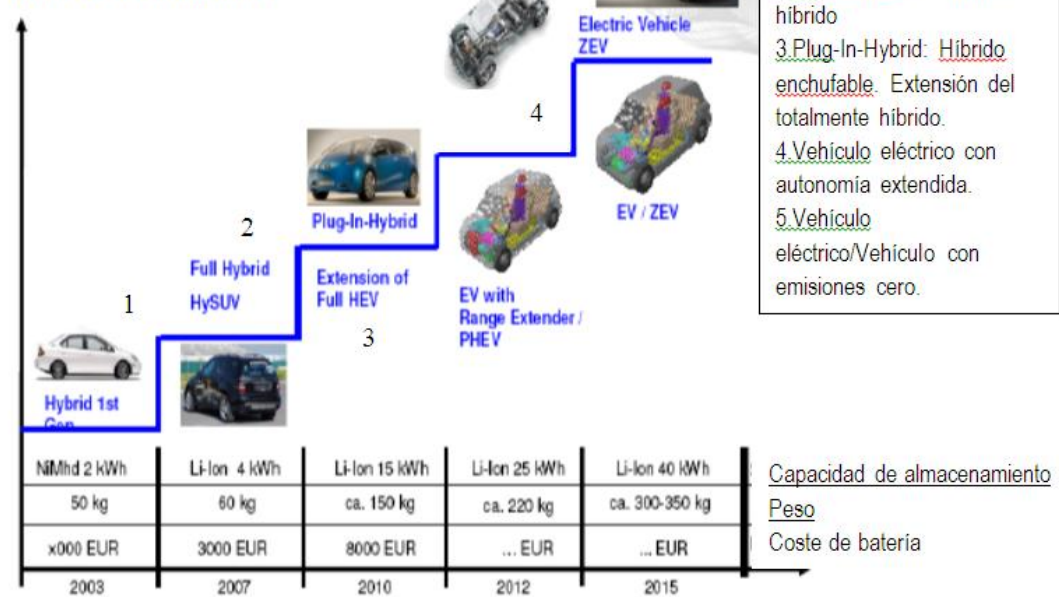 Electric Vehicle
ZEV
4
EV / ZEV
2
Plug-In-Hybrid
Full Hybrid
HySUV
Extension of
Full HEV
1
3
EV with
Range Extender /
PHEV
Hybrid 1st
Gen
híbrido
3.Plug-In-Hybrid: Híbrido
enchufable. Extensión del
totalmente híbrido.
4.Vehículo eléctrico con
autonomía extendida.
5.Vehículo
eléctrico/Vehículo con
emisiones cero.
NiMhd 2 kWh Li-Ion 4 kWh Li-Ion 15 kWh Li-Ion 25 kWh Li-Ion 40 kWh Capacidad de almacenamiento
50 kg 60 kg ca. 150 kg ca. 220 kg ca. 300-350 kg Peso
x000 EUR 3000 EUR 8000 EUR ... EUR ... EUR Coste de batería
2003 2007 2010 2012 2015